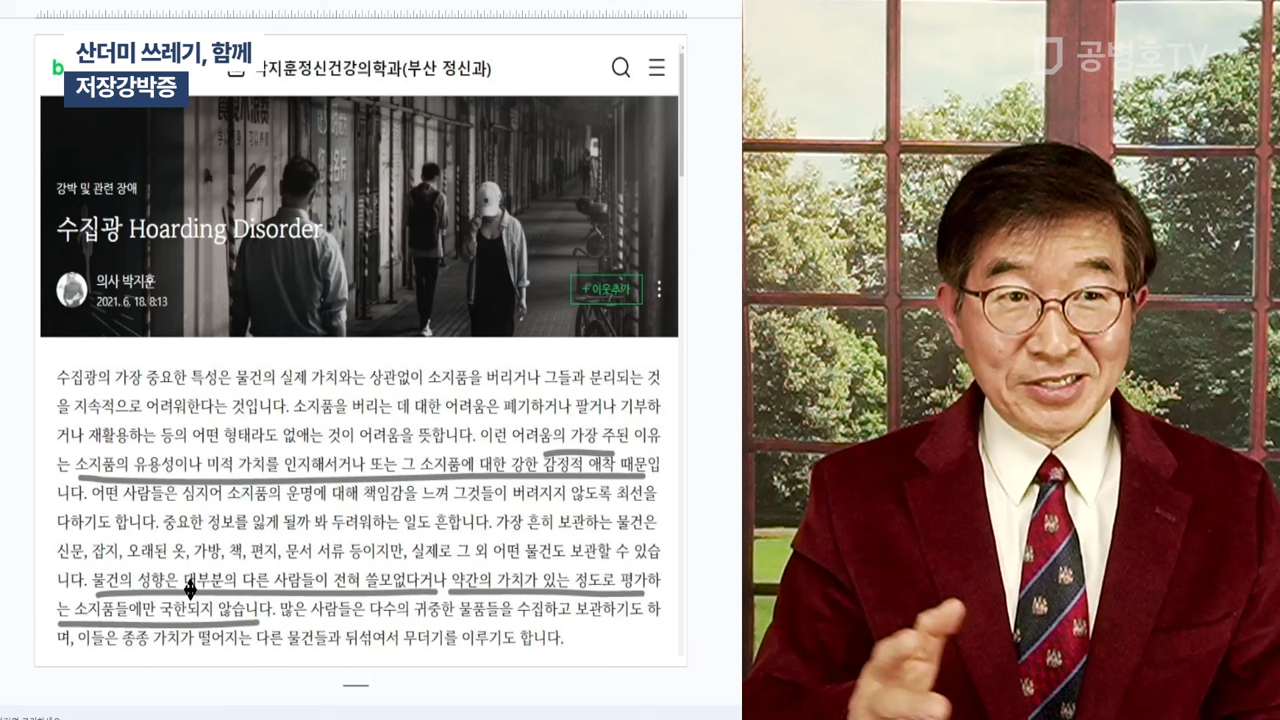 산더미 쓰레기, 함께
저장강박증
박지훈정신건강의학과(부산 정신과)
공병호TV
강박 및 관련 장애
수집광 Hoarding Disorder
의사 박지훈
2021. 6. 18. 8:13
+이웃추가
수집광의 가장 중요한 특성은 물건의 실제 가치와는 상관없이 소지품을 버리거나 그들과 분리되는 것
을 지속적으로 어려워한다는 것입니다. 소지품을 버리는 데 대한 어려움은 폐기하거나 팔거나 기부하
거나 재활용하는 등의 어떤 형태라도 없애는 것이 어려움을 뜻합니다. 이런 어려움의 가장 주된 이유
는 소지품의 유용성이나 미적 가치를 인지해서거나 또는 그 소지품에 대한 강한 감정적 애착 때문입
니다. 어떤 사람들은 심지어 소지품의 운명에 대해 책임감을 느껴 그것들이 버려지지 않도록 최선을
다하기도 합니다. 중요한 정보를 잃게 될까 봐 두려워하는 일도 흔합니다. 가장 흔히 보관하는 물건은
신문, 잡지, 오래된 옷, 가방, 책, 편지, 문서 서류 등이지만, 실제로 그 외 어떤 물건도 보관할 수 있습
니다. 물건의 성향은 대부분의 다른 사람들이 전혀 쓸모없다거나 약간의 가치가 있는 정도로 평가하
는 소지품들에만 국한되지 않습니다. 많은 사람들은 다수의 귀중한 물품들을 수집하고 보관하기도 하
며, 이들은 종종 가치가 떨어지는 다른 물건들과 뒤섞여서 무더기를 이루기도 합니다.